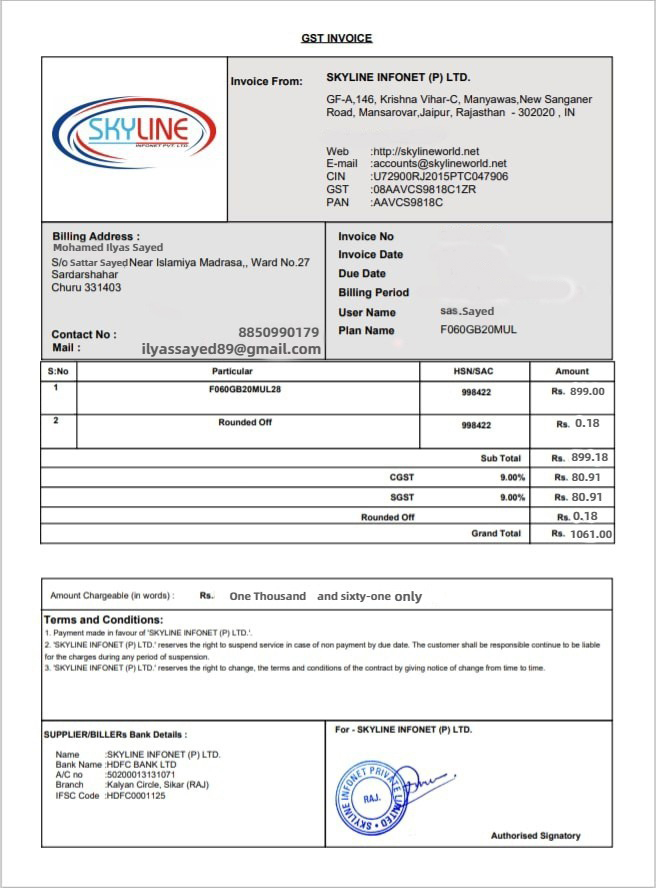 GST INVOICE
SKYLINE
INFONET PVT. LTD.
Invoice From: SKYLINE INFONET (P) LTD.
GF-A,146, Krishna Vihar-C, Manyawas,New Sanganer
Road, Mansarovar,Jaipur, Rajasthan - 302020 , IN
Web :http://skylineworld.net
E-mail :accounts@skylineworld.net
CIN :U72900RJ2015PTC047906
GST :08AAVCS9818C1ZR
PAN :AAVCS9818C
Billing Address :
Mohamed Ilyas Sayed
S/o Sattar Sayed Near Islamiya Madrasa,, Ward No.27
Sardarshahar
Churu 331403
Contact No : 8850990179
Mail : ilyassayed89@gmail.com
Invoice No
Invoice Date
Due Date
Billing Period
User Name sas.Sayed
Plan Name F060GB20MUL
S:No Particular HSN/SAC Amount
1 F060GB20MUL28 998422 Rs. 899.00
2 Rounded Off 998422 Rs. 0.18
Sub Total Rs. 899.18
CGST 9.00% Rs. 80.91
SGST 9.00% Rs. 80.91
Rounded Off Rs. 0.18
Grand Total Rs. 1061.00
Amount Chargeable (in words) : Rs. One Thousand and sixty-one only
Terms and Conditions:
1. Payment made in favour of 'SKYLINE INFONET (P) LTD.'.
2. 'SKYLINE INFONET (P) LTD.' reserves the right to suspend service in case of non payment by due date. The customer shall be responsible continue to be liable
for the charges during any period of suspension.
3. 'SKYLINE INFONET (P) LTD.' reserves the right to change, the terms and conditions of the contract by giving notice of change from time to time.
SUPPLIER/BILLERs Bank Details :
Name :SKYLINE INFONET (P) LTD.
Bank Name :HDFC BANK LTD
A/C no :50200013131071
Branch :Kalyan Circle, Sikar (RAJ)
IFSC Code :HDFC0001125
For - SKYLINE INFONET (P) LTD.
SKYLINE INFONET PRIVATE LIMITED
RAJ.
Authorised Signatory